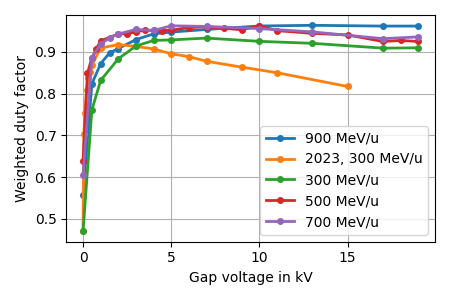 Weighted duty factor
0.9
0.8
0.7
0.6
0.5
900 MeV/u
2023, 300 MeV/u
300 MeV/u
500 MeV/u
700 MeV/u
0 5 10 15
Gap voltage in kV